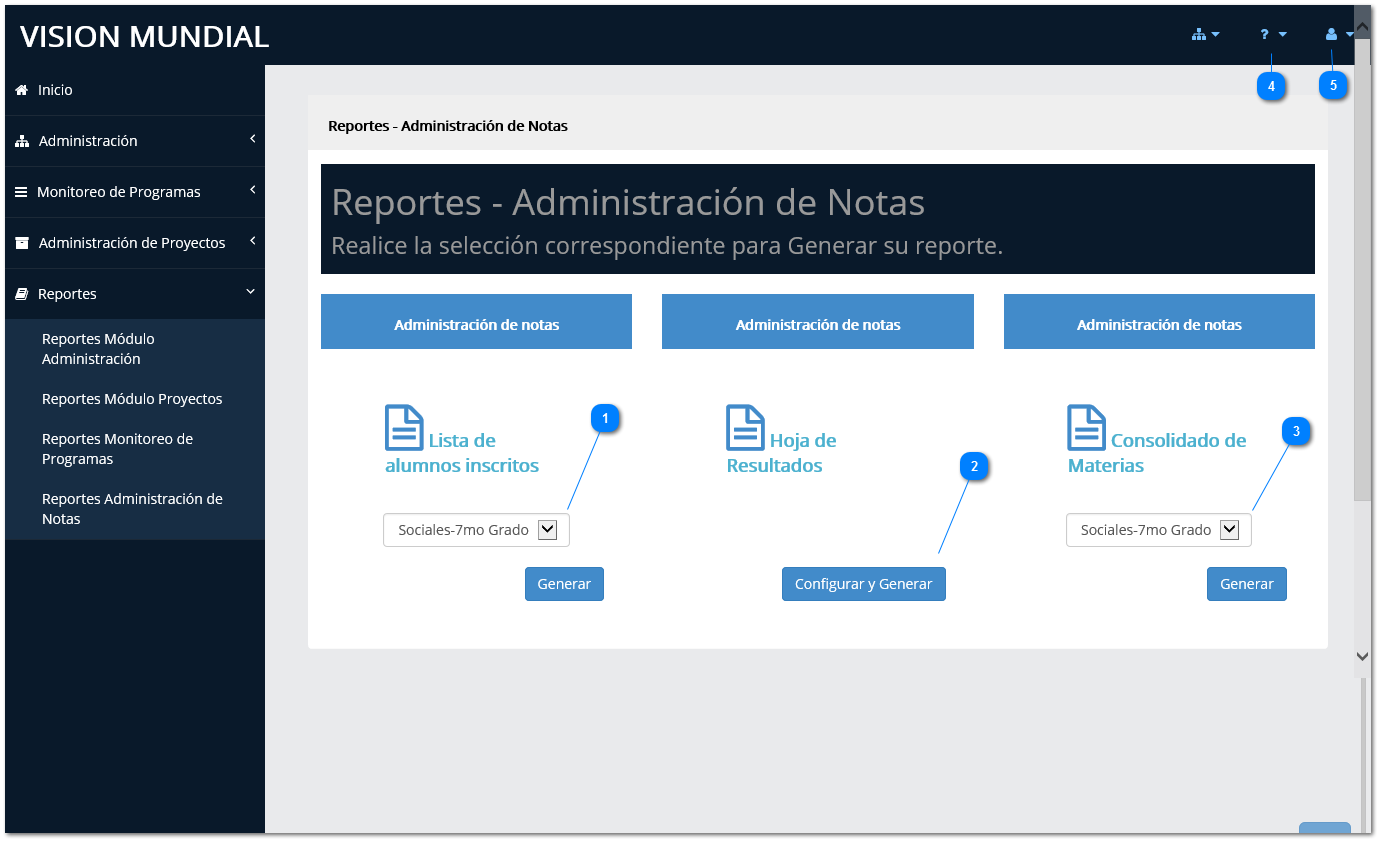 VISION MUNDIAL
?
4
5
Inicio
Administración
Monitoreo de Programas
Administración de Proyectos
Reportes
Reportes Módulo
Administración
Reportes Módulo Proyectos
Reportes Monitoreo de
Programas
Reportes Administración de
Notas
Reportes - Administración de Notas
Reportes - Administración de Notas
Realice la selección correspondiente para Generar su reporte.
Administración de notas
Administración de notas
Administración de notas
1
Lista de
alumnos inscritos
Sociales-7mo Grado
Generar
2
Hoja de
Resultados
Configurar y Generar
3
Consolidado de
Materias
Sociales-7mo Grado
Generar